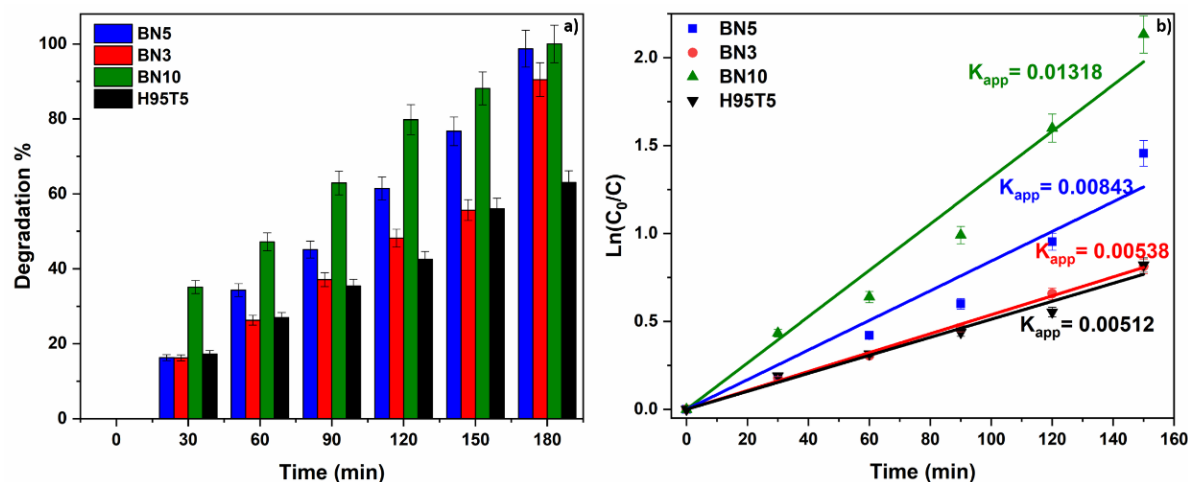 a)
BN5
BN3
BN10
H95T5
Degradation %
100
80
60
40
20
0
0 30 60 90 120 150 180
Time (min)
b)
BN5
BN3
BN10
H95T5
Kapp= 0.01318
Kapp= 0.00843
Kapp= 0.00538
Kapp= 0.00512
Ln(C0/C)
2.0
1.5
1.0
0.5
0.0
0 20 40 60 80 100 120 140 160
Time (min)